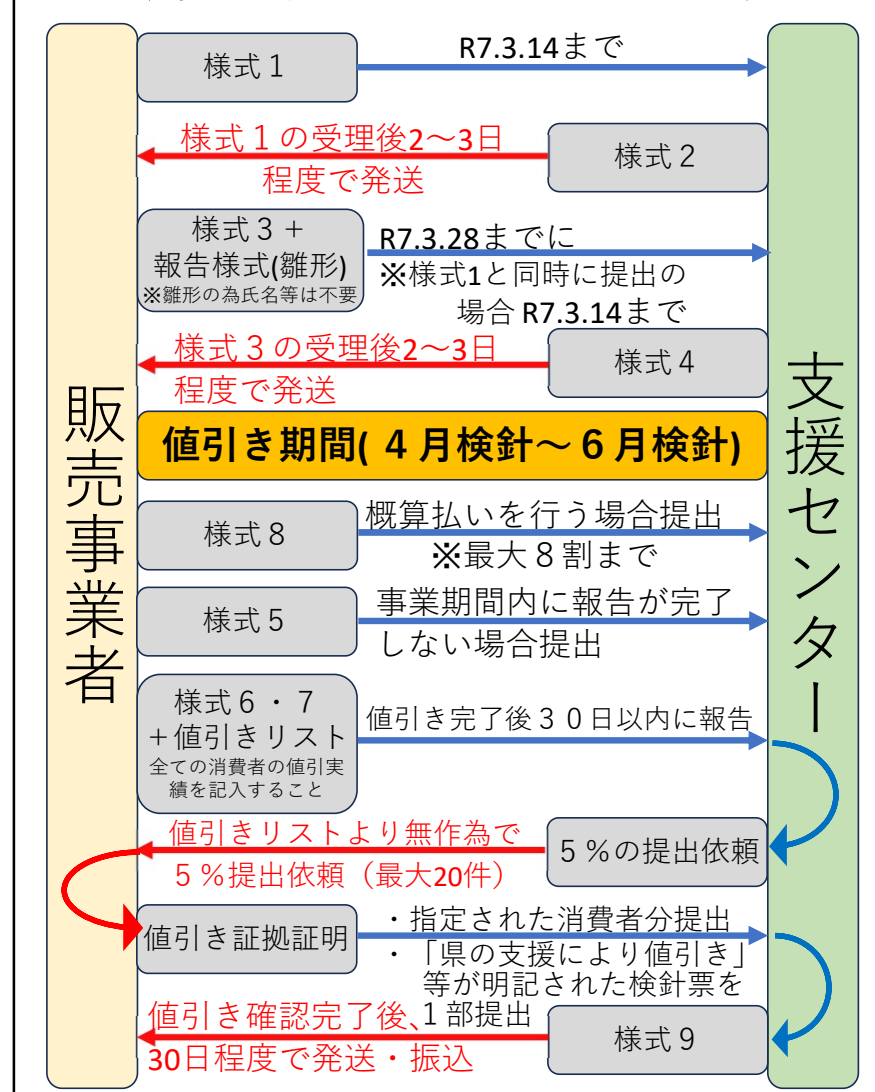 販売事業者
支援センター
様式１
R7.3.14まで
様式１の受理後2～3日
程度で発送
様式２
様式３＋
報告様式(雛形)
※雛形の為氏名等は不要
R7.3.28までに
※様式1と同時に提出の
場合 R7.3.14まで
様式３の受理後2～3日
程度で発送
様式４
値引き期間(４月検針～６月検針)
様式８
概算払いを行う場合提出
※最大８割まで
様式５
事業期間内に報告が完了
しない場合提出
様式６・７
＋値引きリスト
全ての消費者の値引実
績を記入すること
値引き完了後３０日以内に報告
値引きリストより無作為で
５％提出依頼（最大20件）
５％の提出依頼
値引き証拠証明
・指定された消費者分提出
・「県の支援により値引き」
等が明記された検針票を
１部提出
値引き確認完了後、
30日程度で発送・振込
様式９